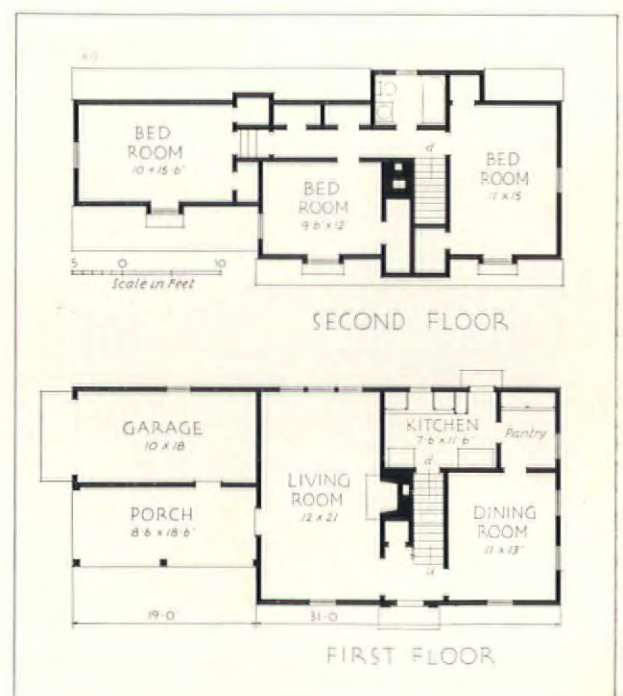 BED
ROOM
10 x 15-6"
BED
ROOM
9-6" x 12'
d
BED
ROOM
11 x 15
5 0 10
Scale in Feet
SECOND FLOOR
GARAGE
10 x 18
PORCH
8-6 x 18-6"
LIVING
ROOM
12 x 21
KITCHEN
7-6" x 11-6"
d
Pantry
DINING
ROOM
11 x 13'
u
19-0
31-0
FIRST FLOOR